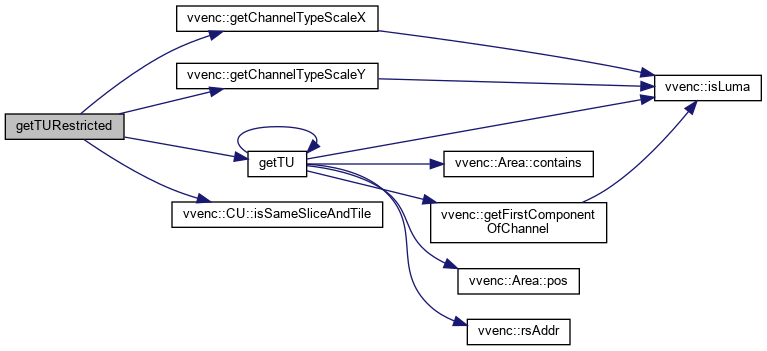 vvenc::getChannelTypeScaleX
vvenc::getChannelTypeScaleY
vvenc::isLuma
getTURestricted
getTU
vvenc::Area::contains
vvenc::CU::isSameSliceAndTile
vvenc::getFirstComponent
OfChannel
vvenc::Area::pos
vvenc::rsAddr